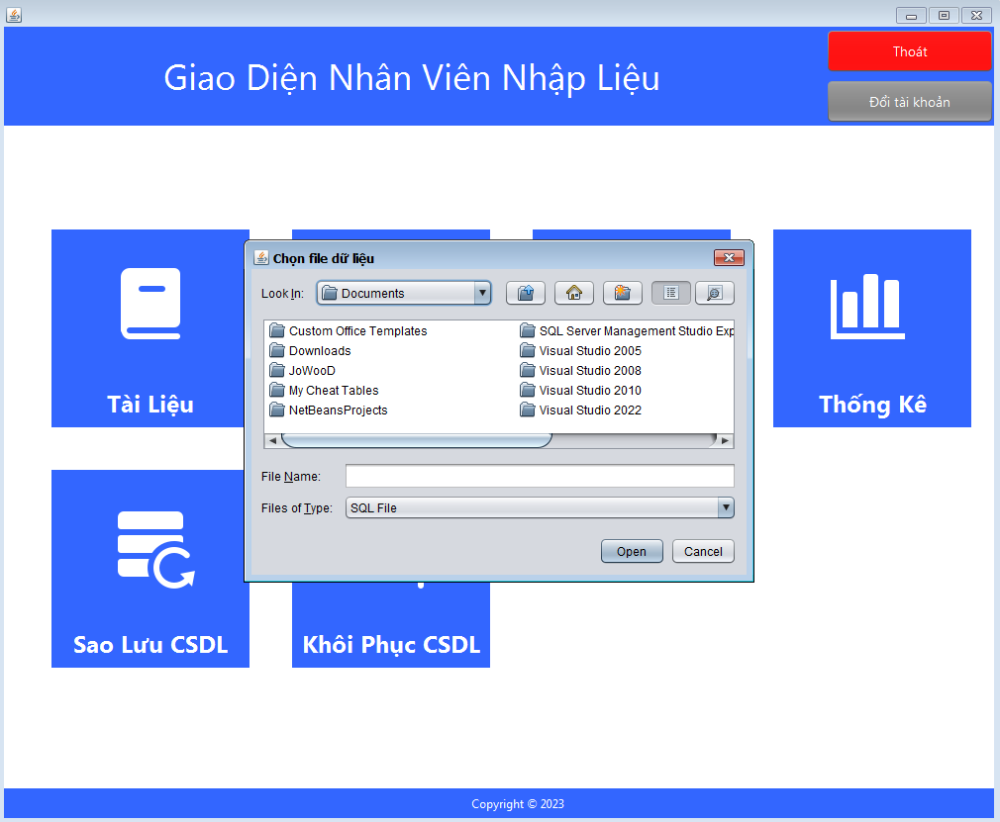 Giao Diện Nhân Viên Nhập Liệu
Thoát
Đổi tài khoản
Tài Liệu
Thống Kê
Sao Lưu CSDL
Khôi Phục CSDL
Chọn file dữ liệu
Look In:
Documents
Custom Office Templates
Downloads
JoWooD
My Cheat Tables
NetBeansProjects
SQL Server Management Studio Exp
Visual Studio 2005
Visual Studio 2008
Visual Studio 2010
Visual Studio 2022
File Name:
Files of Type:
SQL File
Open
Cancel
Copyright © 2023